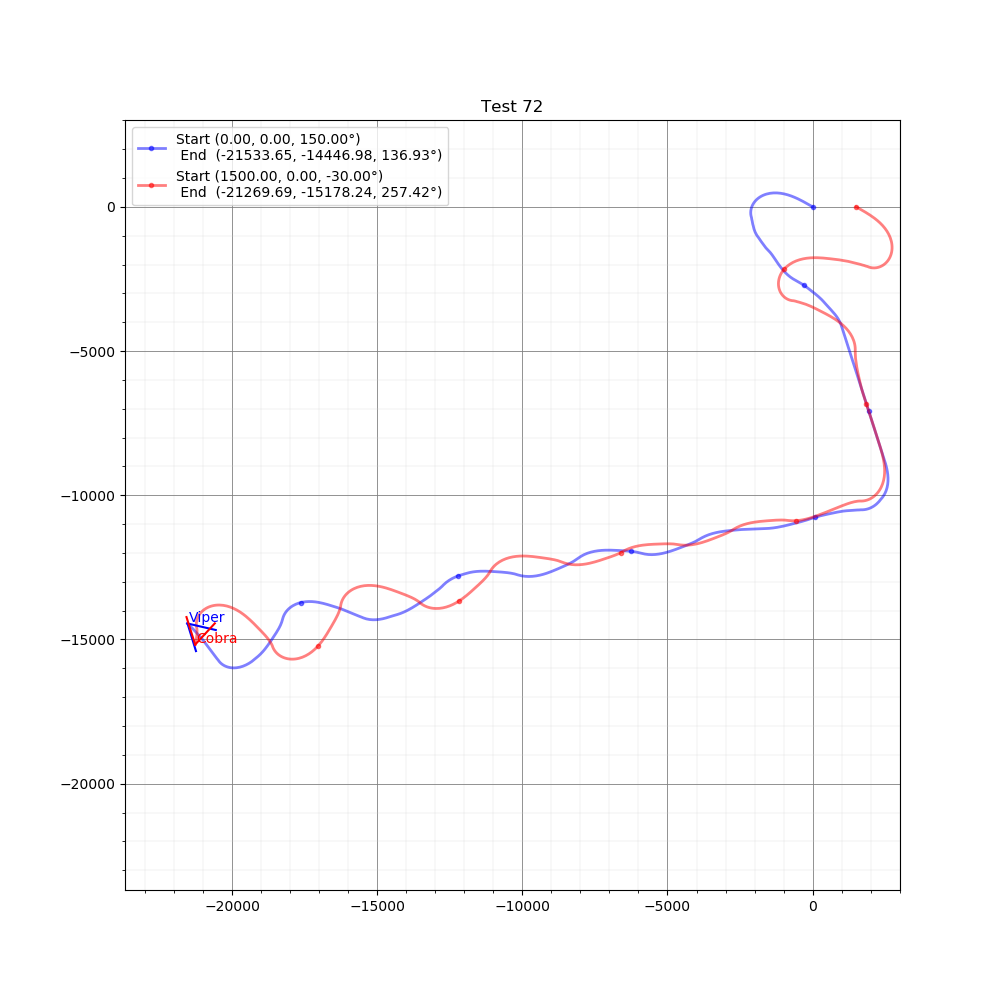 Test 72
Start (0.00, 0.00, 150.00°)
End (-21533.65, -14446.98, 136.93°)
Start (1500.00, 0.00, -30.00°)
End (-21269.69, -15178.24, 257.42°)
0
−5000
−10000
−15000
−20000
Viper
Cobra
−20000 −15000 −10000 −5000 0